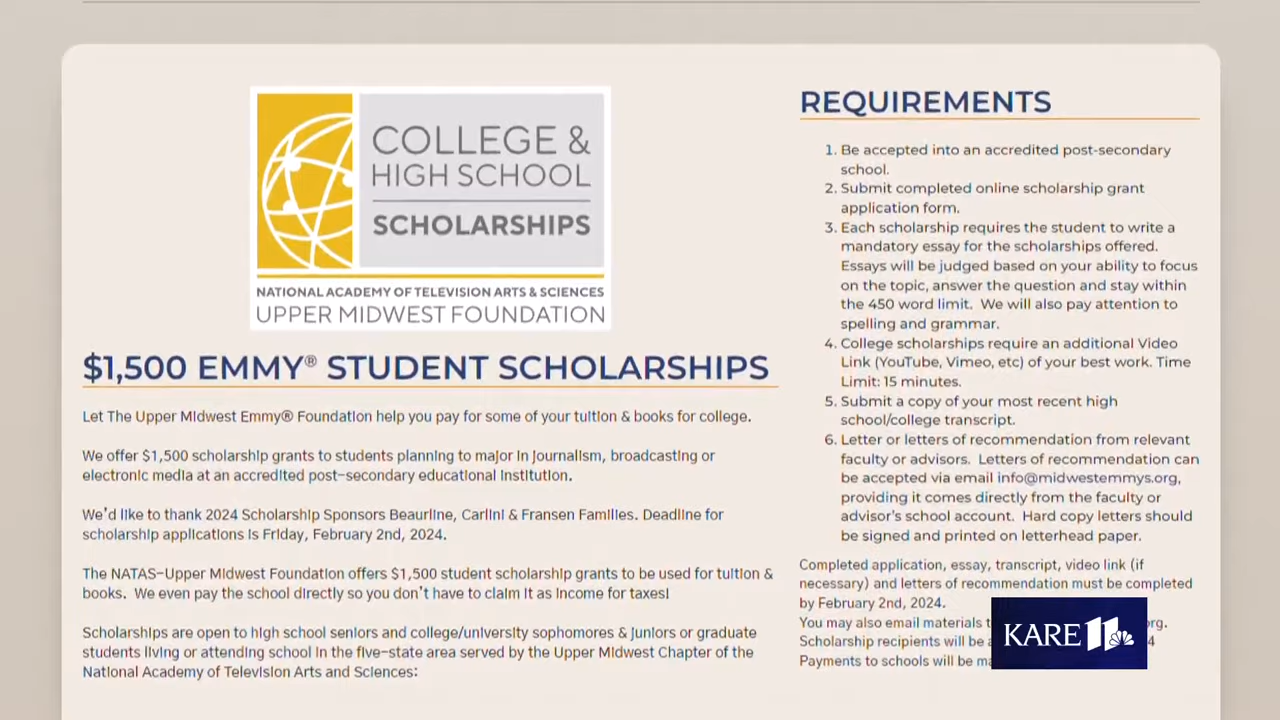 COLLEGE &
HIGH SCHOOL
SCHOLARSHIPS
NATIONAL ACADEMY OF TELEVISION ARTS & SCIENCES
UPPER MIDWEST FOUNDATION
$1,500 EMMY® STUDENT SCHOLARSHIPS
Let The Upper Midwest Emmy® Foundation help you pay for some of your tuition & books for college.
We offer $1,500 scholarship grants to students planning to major in journalism, broadcasting or
electronic media at an accredited post-secondary educational institution.
We'd like to thank 2024 Scholarship Sponsors Beaurline, Carlini & Fransen Families. Deadline for
scholarship applications is Friday, February 2nd, 2024.
The NATAS-Upper Midwest Foundation offers $1,500 student scholarship grants to be used for tuition &
books. We even pay the school directly so you don't have to claim it as income for taxes!
Scholarships are open to high school seniors and college/university sophomores & juniors or graduate
students living or attending school in the five-state area served by the Upper Midwest Chapter of the
National Academy of Television Arts and Sciences:
REQUIREMENTS
1. Be accepted into an accredited post-secondary
school.
2. Submit completed online scholarship grant
application form.
3. Each scholarship requires the student to write a
mandatory essay for the scholarships offered.
Essays will be judged based on your ability to focus
on the topic, answer the question and stay within
the 450 word limit. We will also pay attention to
spelling and grammar.
4. College scholarships require an additional Video
Link (YouTube, Vimeo, etc) of your best work. Time
Limit: 15 minutes.
5. Submit a copy of your most recent high
school/college transcript.
6. Letter or letters of recommendation from relevant
faculty or advisors. Letters of recommendation can
be accepted via email info@midwestemmys.org,
providing it comes directly from the faculty or
advisor's school account. Hard copy letters should
be signed and printed on letterhead paper.
Completed application, essay, transcript, video link (if
necessary) and letters of recommendation must be completed
by February 2nd, 2024.
You may also email materials
Scholarship recipients will be
Payments to schools will be
KARE 11